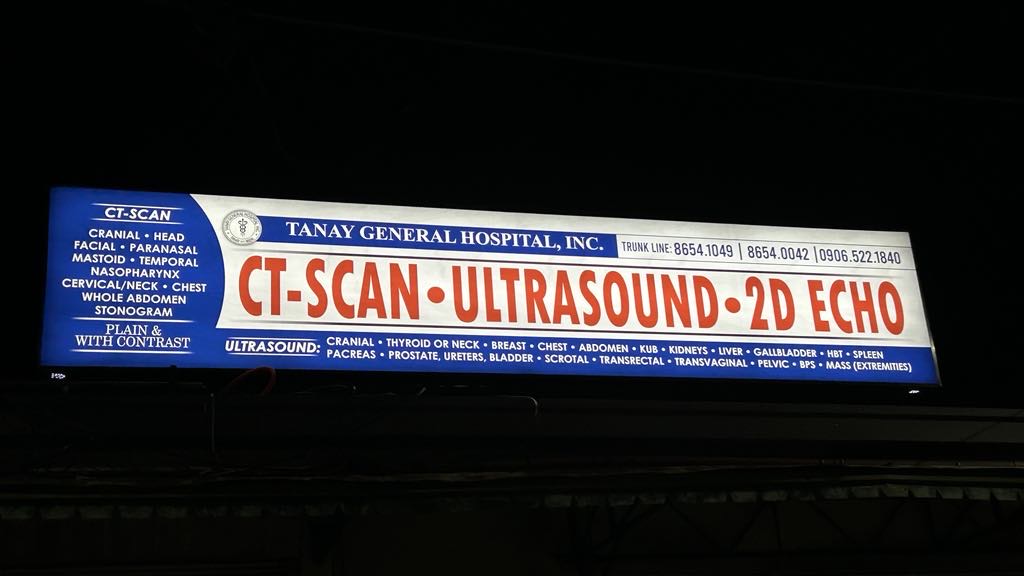 CT-SCAN
CRANIAL • HEAD
FACIAL • PARANASAL
MASTOID • TEMPORAL
NASOPHARYNX
CERVICAL/NECK • CHEST
WHOLE ABDOMEN
STONOGRAM
PLAIN &
WITH CONTRAST
TANAY GENERAL HOSPITAL, INC.
TRUNK LINE: 8654.1049 | 8654.0042 | 0906.522.1840
CT-SCAN • ULTRASOUND • 2D ECHO
ULTRASOUND: CRANIAL • THYROID OR NECK • BREAST • CHEST • ABDOMEN • KUB • KIDNEYS • LIVER • GALLBLADDER • HBT • SPLEEN
PACREAS • PROSTATE, URETERS, BLADDER • SCROTAL • TRANSRECTAL • TRANSVAGINAL • PELVIC • BPS • MASS (EXTREMITIES)